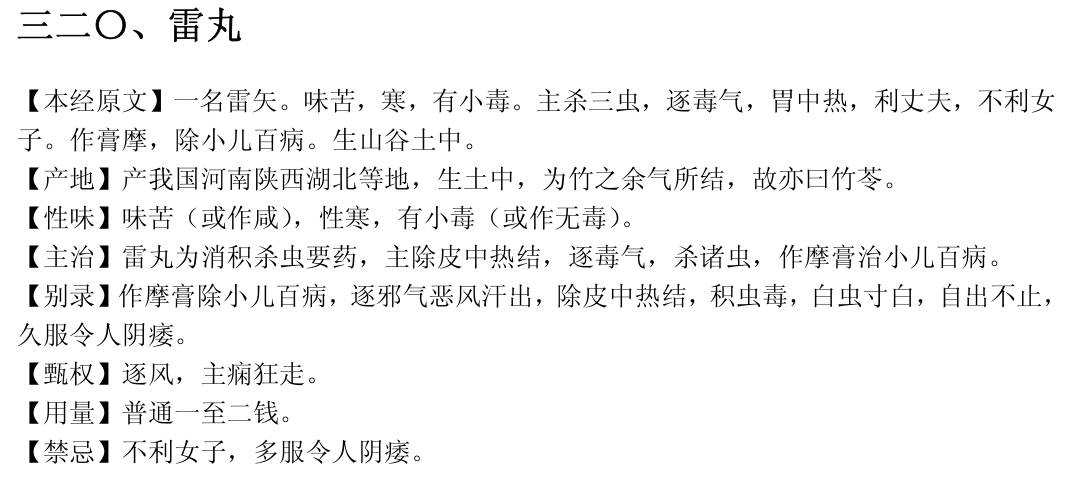 三二〇、雷丸
【本经原文】一名雷矢。味苦，寒，有小毒。主杀三虫，逐毒气，胃中热，利丈夫，不利女
子。作膏摩，除小儿百病。生山谷土中。
【产地】产我国河南陕西湖北等地，生土中，为竹之余气所结，故亦曰竹苓。
【性味】味苦（或作咸），性寒，有小毒（或作无毒）。
【主治】雷丸为消积杀虫要药，主除皮中热结，逐毒气，杀诸虫，作摩膏治小儿百病。
【别录】作摩膏除小儿百病，逐邪气恶风汗出，除皮中热结，积虫毒，白虫寸白，自出不止，
久服令人阴痿。
【甄权】逐风，主痫狂走。
【用量】普通一至二钱。
【禁忌】不利女子，多服令人阴痿。